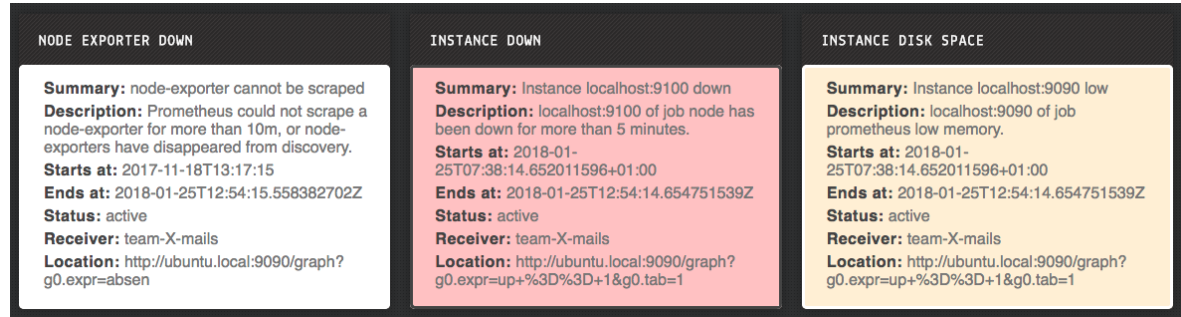 NODE EXPORTER DOWN
Summary: node-exporter cannot be scraped
Description: Prometheus could not scrape a
node-exporter for more than 10m, or node-
exporters have disappeared from discovery.
Starts at: 2017-11-18T13:17:15
Ends at: 2018-01-25T12:54:15.558382702Z
Status: active
Receiver: team-X-mails
Location: http://ubuntu.local:9090/graph?
g0.expr=absen
INSTANCE DOWN
Summary: Instance localhost:9100 down
Description: localhost:9100 of job node has
been down for more than 5 minutes.
Starts at: 2018-01-
25T07:38:14.652011596+01:00
Ends at: 2018-01-25T12:54:14.654751539Z
Status: active
Receiver: team-X-mails
Location: http://ubuntu.local:9090/graph?
g0.expr=up+%3D%3D+1&g0.tab=1
INSTANCE DISK SPACE
Summary: Instance localhost:9090 low
Description: localhost:9090 of job
prometheus low memory.
Starts at: 2018-01-
25T07:38:14.652011596+01:00
Ends at: 2018-01-25T12:54:14.654751539Z
Status: active
Receiver: team-X-mails
Location: http://ubuntu.local:9090/graph?
g0.expr=up+%3D%3D+1&g0.tab=1